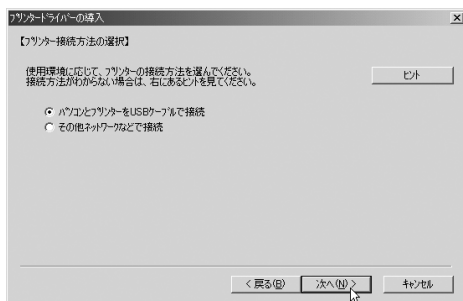 プリンタードライバーの導入
【プリンター接続方法の選択】
使用環境に応じて、プリンターの接続方法を選んでください。
接続方法がわからない場合は、右にあるヒントを見てください。
ヒント
パソコンとプリンターをUSBケーブルで接続
その他ネットワークなどで接続
< 戻る(B)
次へ(N) >
キャンセル